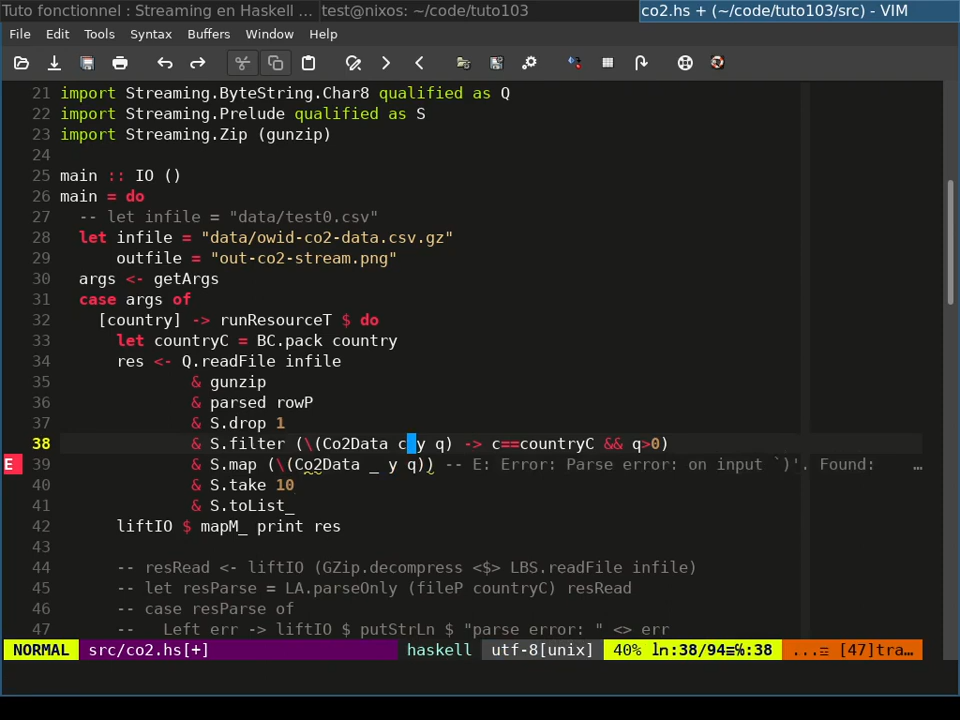 Tuto fonctionnel : Streaming en Haskell ... test@nixos: ~/code/tuto103 co2.hs + (~/code/tuto103/src) - VIM
File Edit Tools Syntax Buffers Window Help
21 import Streaming.ByteString.Char8 qualified as Q
22 import Streaming.Prelude qualified as S
23 import Streaming.Zip (gunzip)
24
25 main :: IO ()
26 main = do
27   -- let infile = "data/test0.csv"
28   let infile = "data/owid-co2-data.csv.gz"
29       outfile = "out-co2-stream.png"
30   args <- getArgs
31   case args of
32     [country] -> runResourceT $ do
33       let countryC = BC.pack country
34       res <- Q.readFile infile
35               & gunzip
36               & parsed rowP
37               & S.drop 1
38               & S.filter (\(Co2Data c y q) -> c==countryC && q>0)
E 39               & S.map (\(Co2Data _ y q)) -- E: Error: Parse error: on input `)'. Found: …
40               & S.take 10
41               & S.toList_
42       liftIO $ mapM_ print res
43
44       -- resRead <- liftIO (GZip.decompress <$> LBS.readFile infile)
45       -- let resParse = LA.parseOnly (fileP countryC) resRead
46       -- case resParse of
47       --   Left err -> liftIO $ putStrLn $ "parse error: " <> err
NORMAL src/co2.hs[+] haskell utf-8[unix] 40% ln:38/94≡℅:38 ...☲ [47]tra…